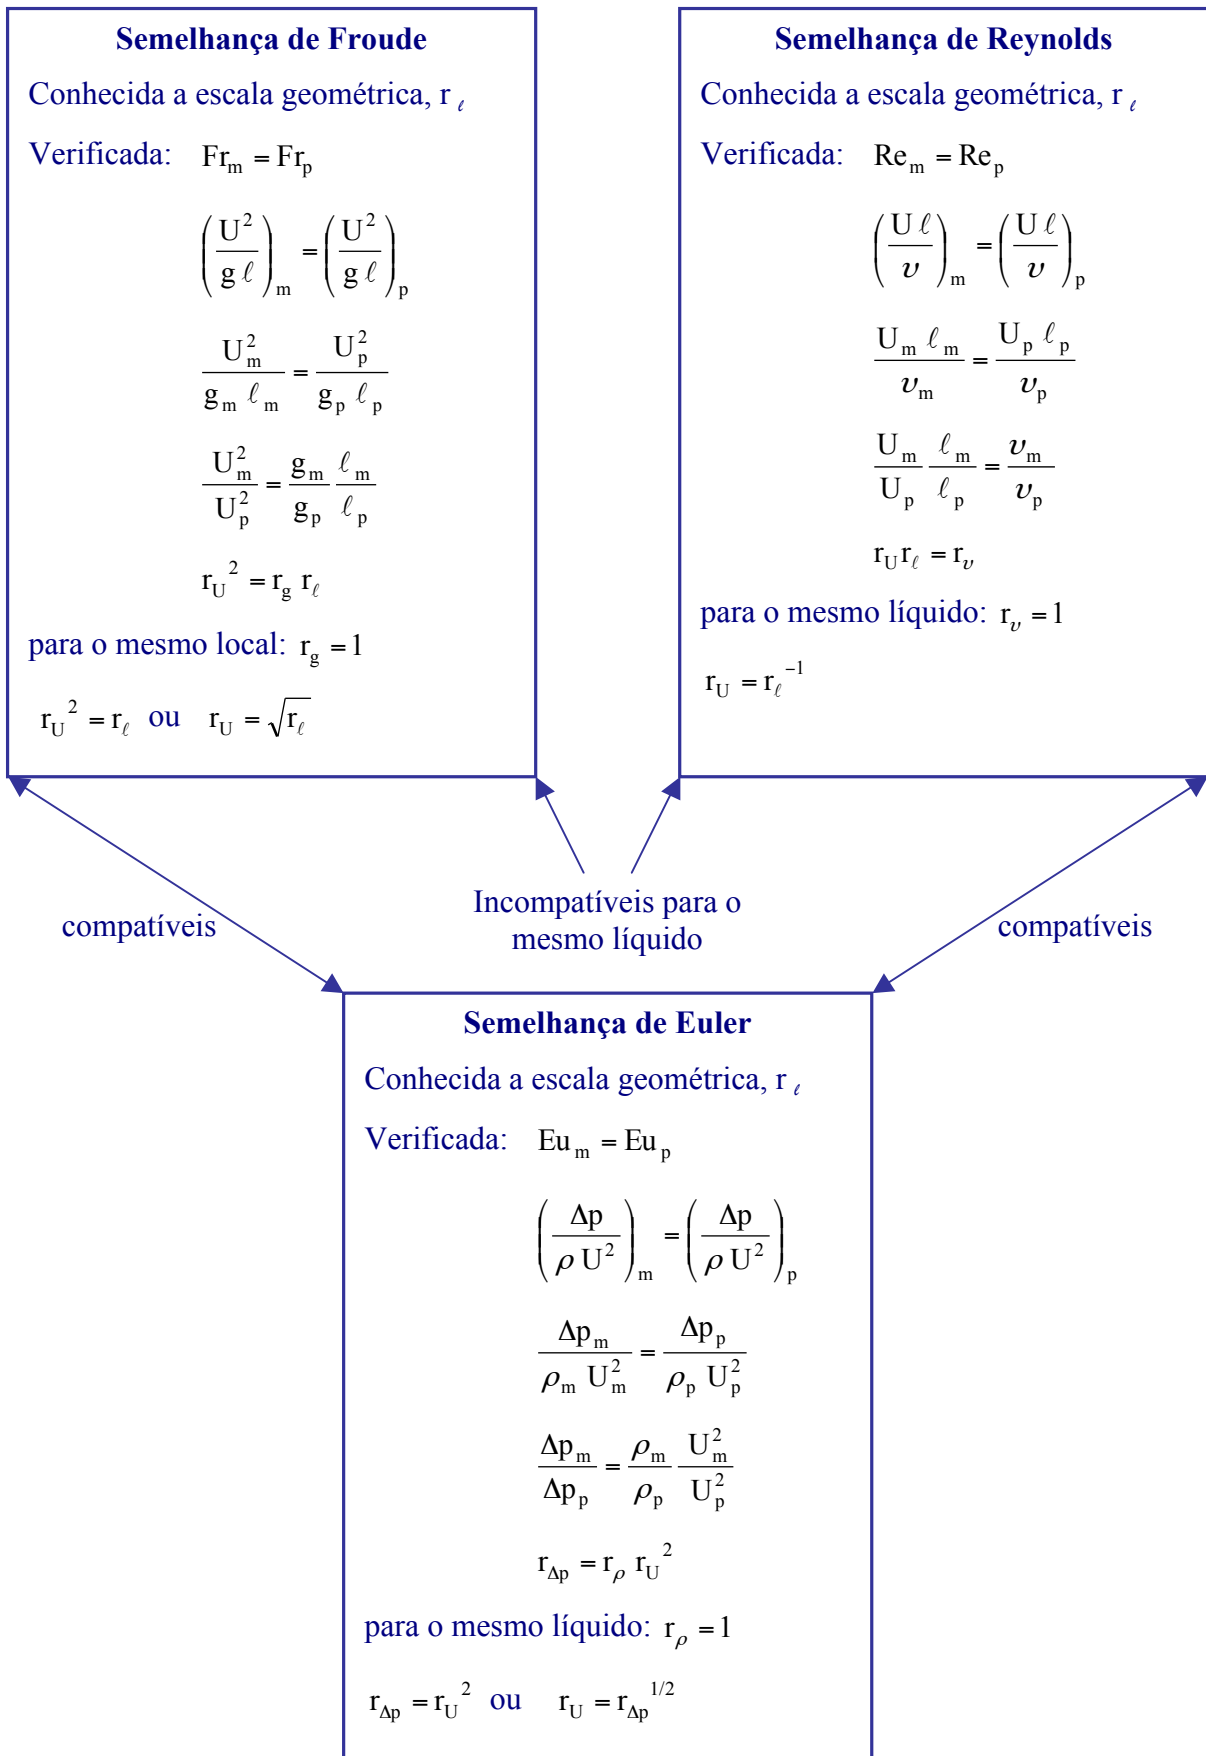 Semelhança de Froude
Conhecida a escala geométrica, r ℓ
Verificada: Fr_m = Fr_p
(U² / g ℓ)_m = (U² / g ℓ)_p
U_m² / (g_m ℓ_m) = U_p² / (g_p ℓ_p)
U_m² / U_p² = (g_m / g_p) (ℓ_m / ℓ_p)
r_U² = r_g r_ℓ
para o mesmo local: r_g = 1
r_U² = r_ℓ ou r_U = √r_ℓ
Semelhança de Reynolds
Conhecida a escala geométrica, r ℓ
Verificada: Re_m = Re_p
(U ℓ / υ)_m = (U ℓ / υ)_p
U_m ℓ_m / υ_m = U_p ℓ_p / υ_p
(U_m / U_p) (ℓ_m / ℓ_p) = υ_m / υ_p
r_U r_ℓ = r_υ
para o mesmo líquido: r_υ = 1
r_U = r_ℓ⁻¹
compatíveis
Incompatíveis para o
mesmo líquido
compatíveis
Semelhança de Euler
Conhecida a escala geométrica, r ℓ
Verificada: Eu_m = Eu_p
(Δp / ρ U²)_m = (Δp / ρ U²)_p
Δp_m / (ρ_m U_m²) = Δp_p / (ρ_p U_p²)
Δp_m / Δp_p = (ρ_m / ρ_p) (U_m² / U_p²)
r_Δp = r_ρ r_U²
para o mesmo líquido: r_ρ = 1
r_Δp = r_U² ou r_U = r_Δp^1/2